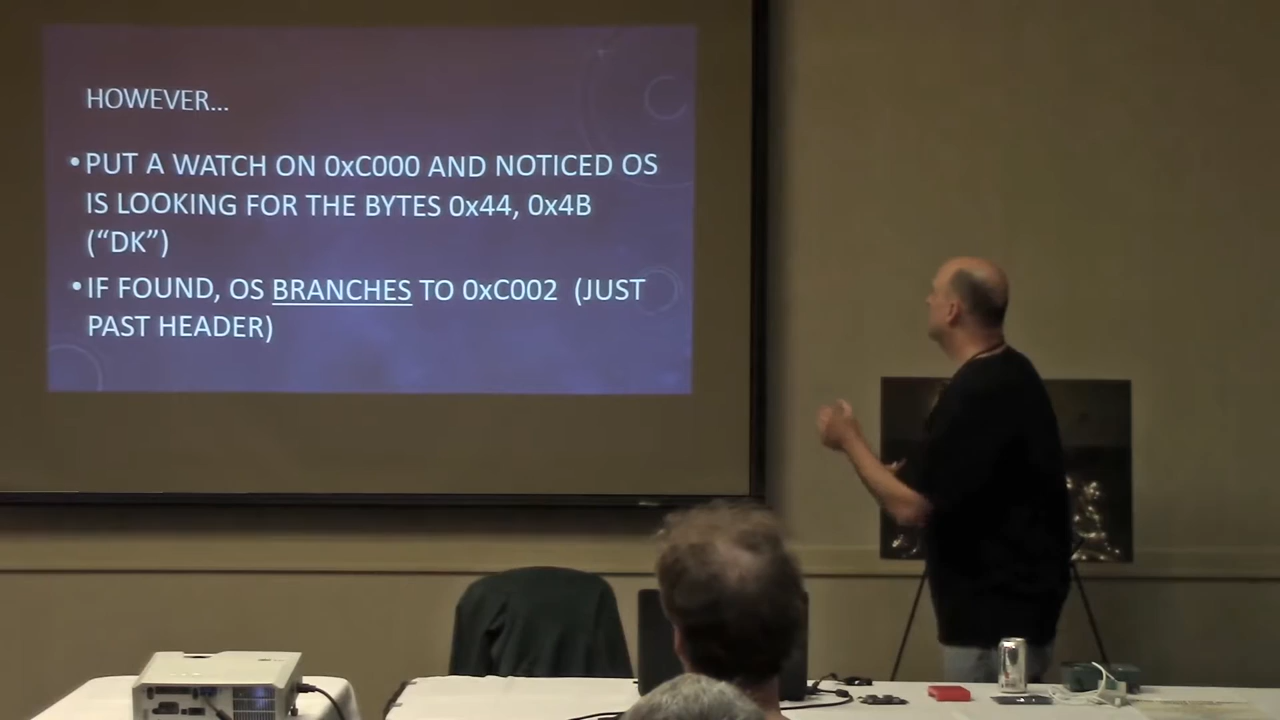 HOWEVER...
•PUT A WATCH ON 0xC000 AND NOTICED OS
IS LOOKING FOR THE BYTES 0x44, 0x4B
("DK")
•IF FOUND, OS BRANCHES TO 0xC002 (JUST
PAST HEADER)